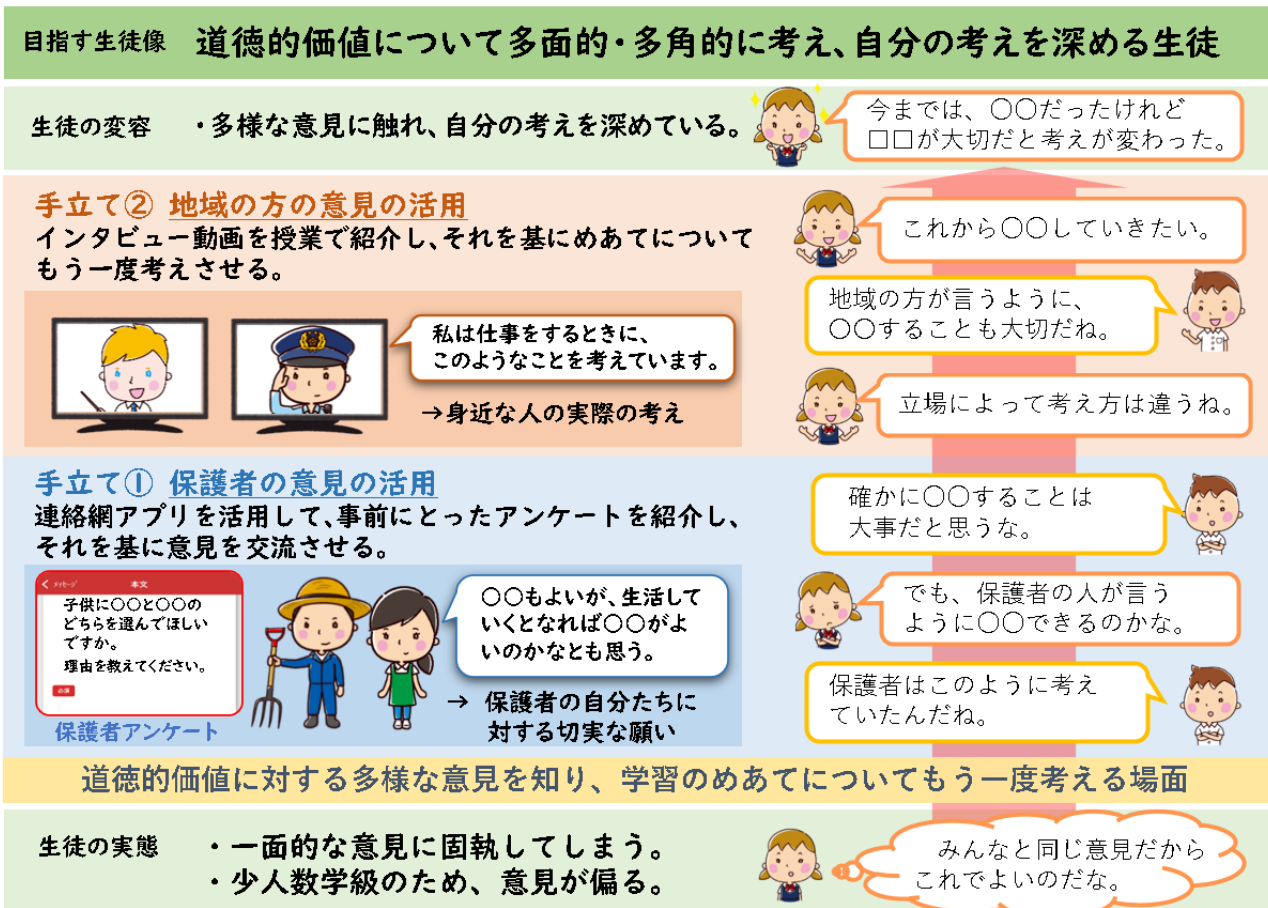 目指す生徒像 道徳的価値について多面的・多角的に考え、自分の考えを深める生徒
生徒の変容 ・多様な意見に触れ、自分の考えを深めている。
今までは、〇〇だったけれど
□□が大切だと考えが変わった。
手立て② 地域の方の意見の活用
インタビュー動画を授業で紹介し、それを基にめあてについて
もう一度考えさせる。
私は仕事をするときに、
このようなことを考えています。
→身近な人の実際の考え
これから〇〇していきたい。
地域の方が言うように、
〇〇することも大切だね。
立場によって考え方は違うね。
手立て① 保護者の意見の活用
連絡網アプリを活用して、事前にとったアンケートを紹介し、
それを基に意見を交流させる。
メッセージ 本文
子供に〇〇と〇〇の
どちらを選んでほしい
ですか。
理由を教えてください。
必須
保護者アンケート
〇〇もよいが、生活して
いくとなれば〇〇がよ
いのかなとも思う。
→ 保護者の自分たちに
対する切実な願い
確かに〇〇することは
大事だと思うな。
でも、保護者の人が言う
ように〇〇できるのかな。
保護者はこのように考え
ていたんだね。
道徳的価値に対する多様な意見を知り、学習のめあてについてもう一度考える場面
生徒の実態 ・一面的な意見に固執してしまう。
・少人数学級のため、意見が偏る。
みんなと同じ意見だから
これでよいのだな。